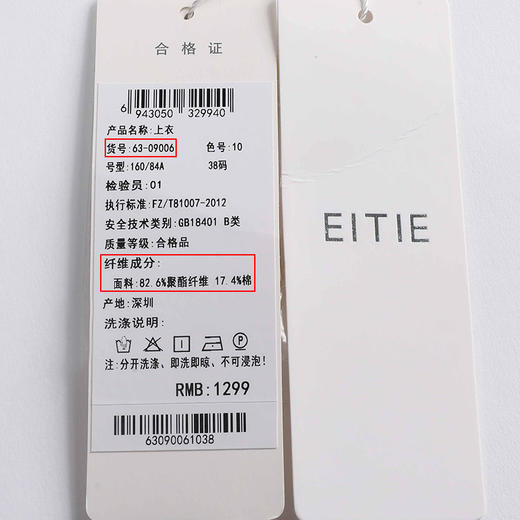 合格证
6 943050 329940
产品名称:上衣
货号:63-09006 色号:10
号型:160/84A 38码
检验员:01
执行标准:FZ/T81007-2012
安全技术类别:GB18401 B类
质量等级:合格品
纤维成分:
面料:82.6%聚酯纤维 17.4%棉
产地:深圳
洗涤说明:
注:分开洗涤、即洗即晾、不可浸泡!
RMB:1299
63090061038
EITIE